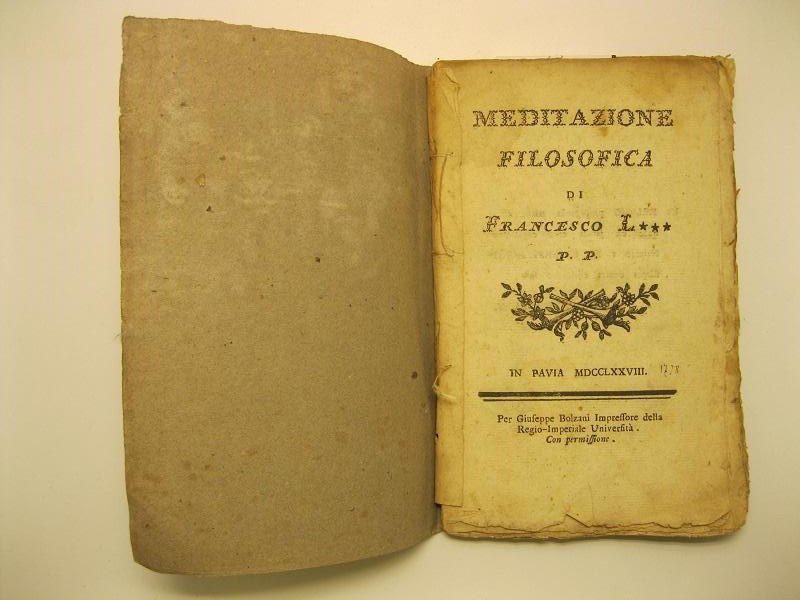 MEDITAZIONE
FILOSOFICA
DI
FRANCESCO L***
P. P.
IN PAVIA MDCCLXXVIII. 1778
Per Giuseppe Bolzani Impreſſore della
Regio-Imperiale Univerſità.
Con permiſſione.